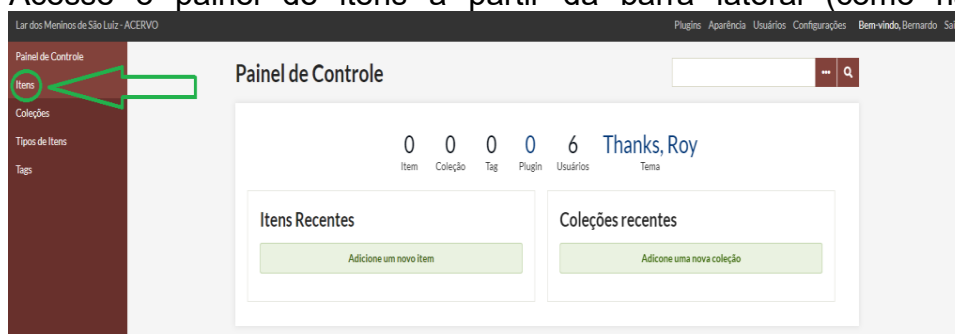 Acesse o painel de itens a partir da barra lateral (como na
Lar dos Meninos de São Luiz - ACERVO
Plugins Aparência Usuários Configurações Bem-vindo, Bernardo Sai
Painel de Controle
Itens
Coleções
Tipos de Itens
Tags
Painel de Controle
0 0 0 0 6 Thanks, Roy
Item Coleção Tag Plugin Usuários Tema
Itens Recentes
Adicione um novo item
Coleções recentes
Adicone uma nova coleção